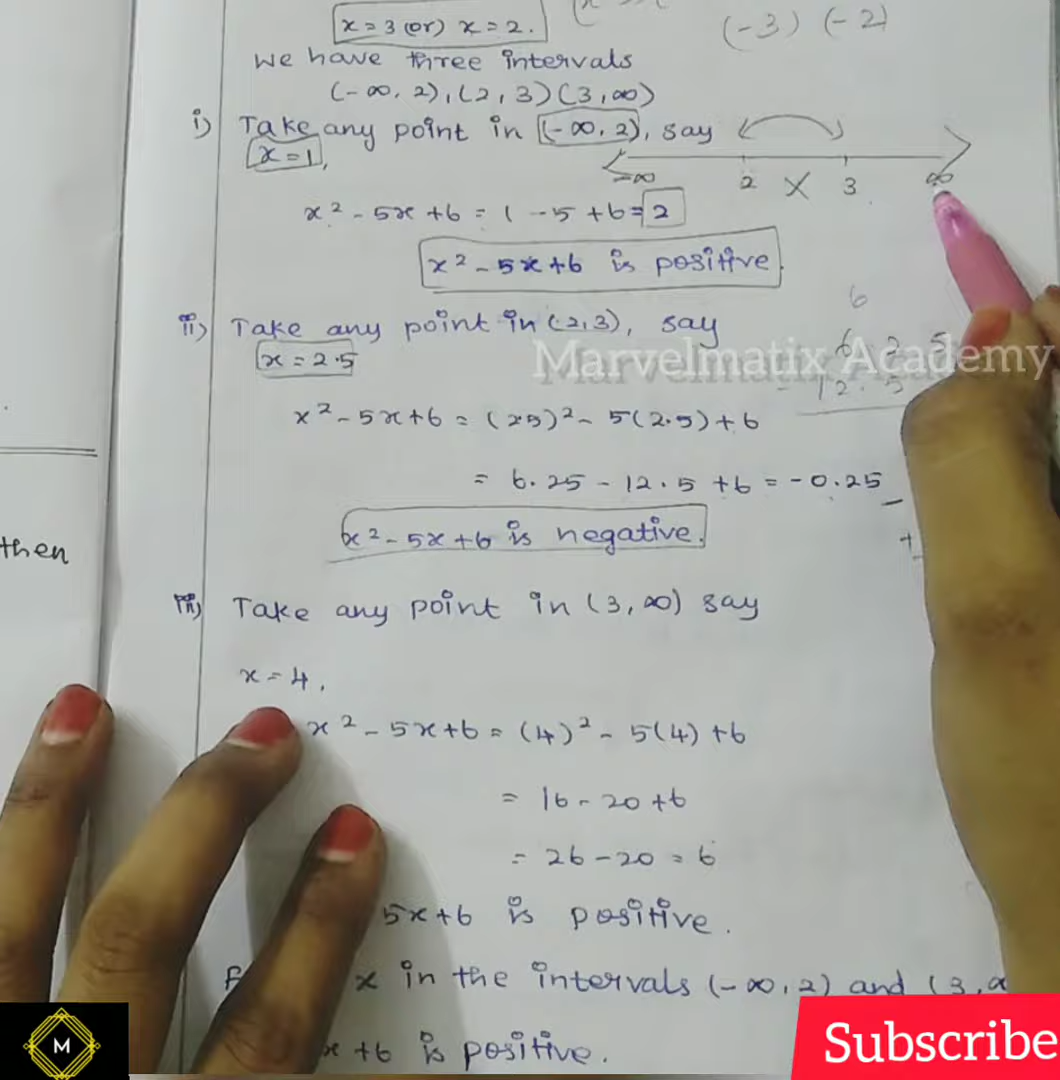 x = 3 (or) x = 2.
(-3) (-2)
we have three intervals
(-∞, 2), (2, 3) (3, ∞)
i) Take any point in (-∞, 2), say
x = 1,
-∞ 2 X 3 ∞
x² - 5x + 6 = 1 - 5 + 6 = 2
x² - 5x + 6 is positive.
ii) Take any point in (2,3), say
x = 2.5
6
6.25
- 12.5
Marvelmatix Academy
x² - 5x + 6 = (25)² - 5(2.5) + 6
= 6.25 - 12.5 + 6 = -0.25
x² - 5x + 6 is negative.
then
iii) Take any point in (3, ∞) say
x = 4,
x² - 5x + 6 = (4)² - 5(4) + 6
= 16 - 20 + 6
= 26 - 20 = 6
5x + 6 is positive.
x in the intervals (-∞, 2) and (3,
x + 6 is positive.
M
Subscribe